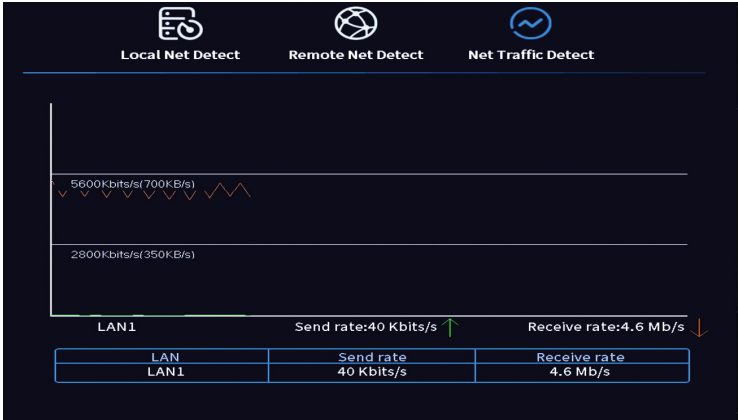 Local Net Detect Remote Net Detect Net Traffic Detect
5600Kbits/s(700KB/s)
2800Kbits/s(350KB/s)
LAN1 Send rate:40 Kbits/s Receive rate:4.6 Mb/s
LAN Send rate Receive rate
LAN1 40 Kbits/s 4.6 Mb/s